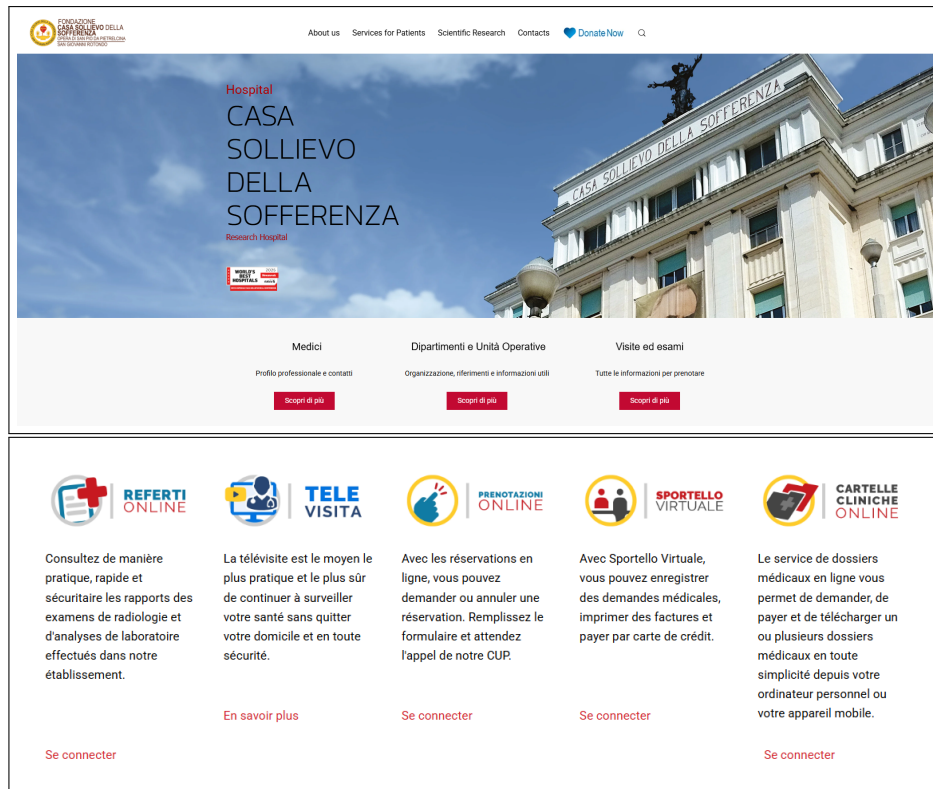 FONDAZIONE
CASA SOLLIEVO DELLA
SOFFERENZA
OPERA DI SAN PIO DA PIETRELCINA
SAN GIOVANNI ROTONDO
About us Services for Patients Scientific Research Contacts Donate Now
Hospital
CASA
SOLLIEVO
DELLA
SOFFERENZA
Research Hospital
WORLD'S
BEST
HOSPITALS
CASA SOLLIEVO DELLA SOFFERENZA
Medici Dipartimenti e Unità Operative Visite ed esami
Profilo professionale e contatti Organizzazione, riferimenti e informazioni utili Tutte le informazioni per prenotare
Scopri di più Scopri di più Scopri di più
REFERTI
ONLINE
Consultez de manière
pratique, rapide et
sécuritaire les rapports des
examens de radiologie et
d'analyses de laboratoire
effectués dans notre
établissement.
Se connecter
TELE
VISITA
La télévisite est le moyen le
plus pratique et le plus sûr
de continuer à surveiller
votre santé sans quitter
votre domicile et en toute
sécurité.
En savoir plus
PRENOTAZIONI
ONLINE
Avec les réservations en
ligne, vous pouvez
demander ou annuler une
réservation. Remplissez le
formulaire et attendez
l'appel de notre CUP.
Se connecter
SPORTELLO
VIRTUALE
Avec Sportello Virtuale,
vous pouvez enregistrer
des demandes médicales,
imprimer des factures et
payer par carte de crédit.
Se connecter
CARTELLE
CLINICHE
ONLINE
Le service de dossiers
médicaux en ligne vous
permet de demander, de
payer et de télécharger un
ou plusieurs dossiers
médicaux en toute
simplicité depuis votre
ordinateur personnel ou
votre appareil mobile.
Se connecter